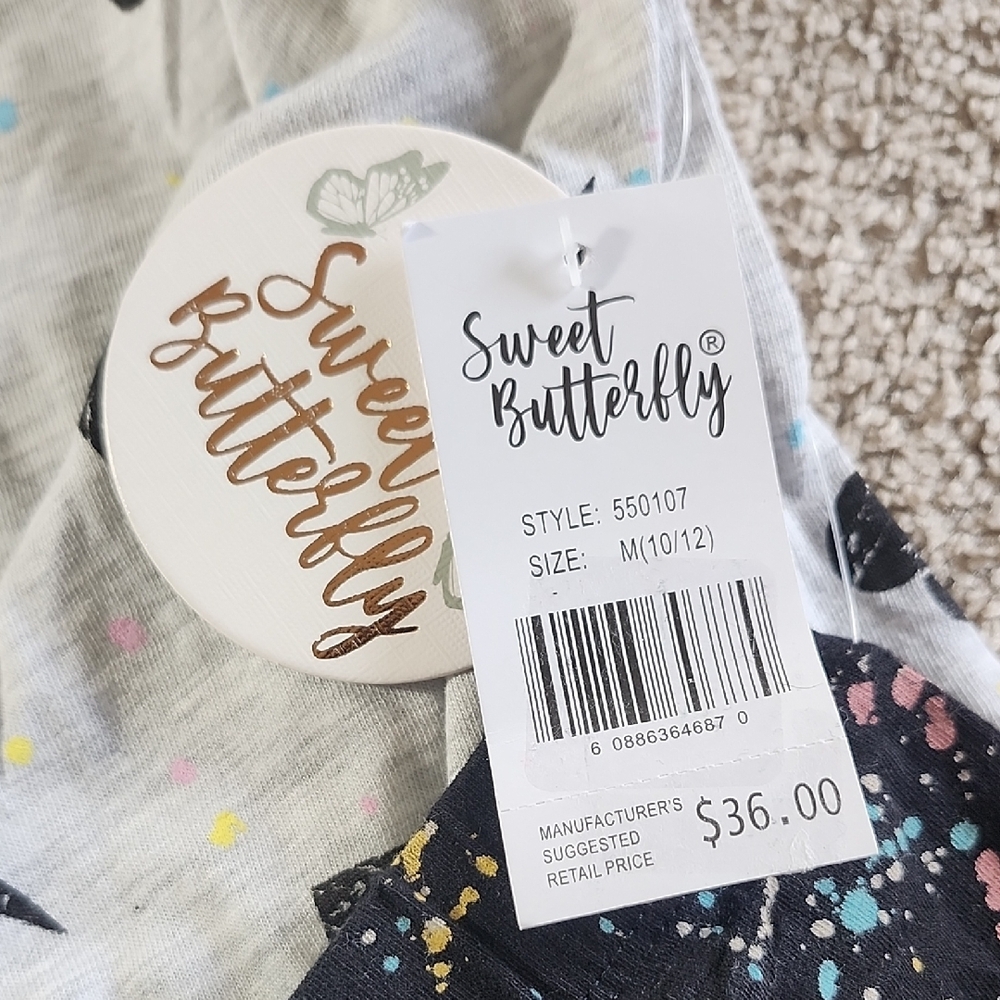 Sweet
Butterfly
Sweet
Butterfly®
STYLE: 550107
SIZE: M(10/12)
6 0886364687 0
MANUFACTURER'S
SUGGESTED
RETAIL PRICE
$36.00